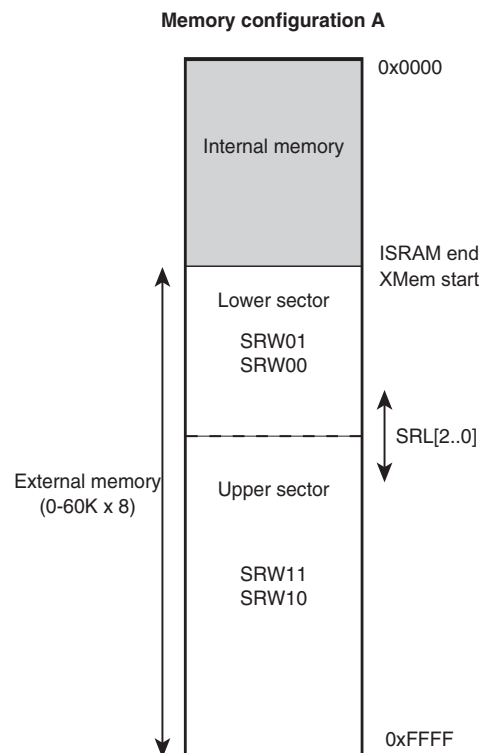 Memory configuration A
0x0000
Internal memory
ISRAM end
XMem start
Lower sector
SRW01
SRW00
SRL[2..0]
External memory
(0-60K x 8)
Upper sector
SRW11
SRW10
0xFFFF